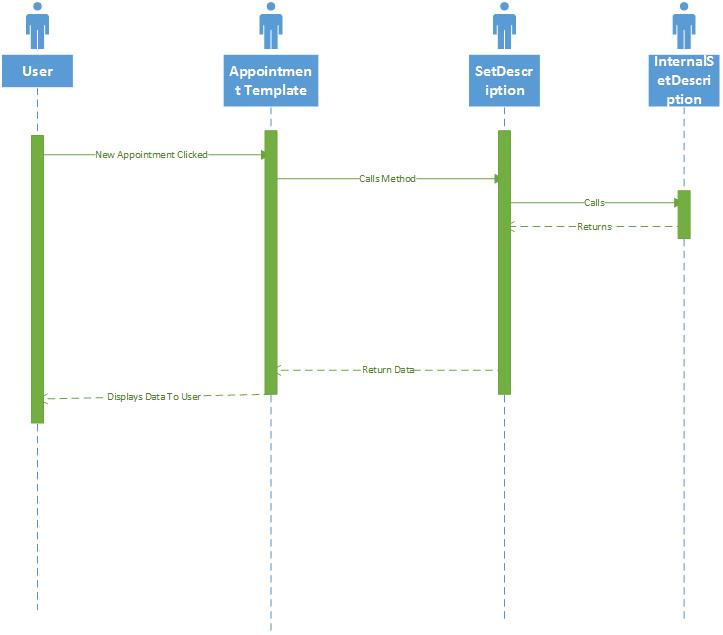 User
Appointmen
t Template
SetDescr
iption
InternalS
etDescri
ption
New Appointment Clicked
Calls Method
Calls
Returns
Return Data
Displays Data To User